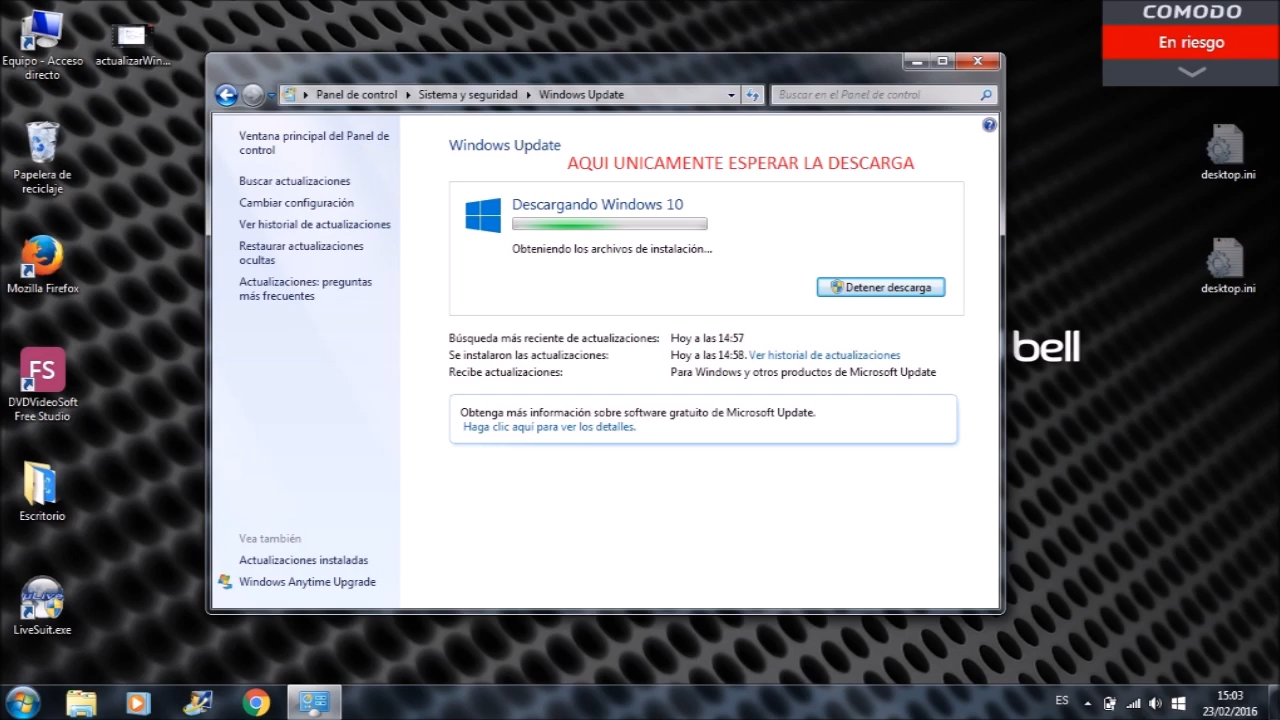 COMODO
En riesgo
Equipo - Acceso
directo
actualizarWin...
Papelera de
reciclaje
Mozilla Firefox
FS
DVDVideoSoft
Free Studio
Escritorio
LiveSuit.exe
Panel de control
Sistema y seguridad
Windows Update
Buscar en el Panel de control
Ventana principal del Panel de
control
Buscar actualizaciones
Cambiar configuración
Ver historial de actualizaciones
Restaurar actualizaciones
ocultas
Actualizaciones: preguntas
más frecuentes
Vea también
Actualizaciones instaladas
Windows Anytime Upgrade
Windows Update
AQUI UNICAMENTE ESPERAR LA DESCARGA
Descargando Windows 10
Obteniendo los archivos de instalación...
Detener descarga
Búsqueda más reciente de actualizaciones: Hoy a las 14:57
Se instalaron las actualizaciones: Hoy a las 14:58. Ver historial de actualizaciones
Recibe actualizaciones: Para Windows y otros productos de Microsoft Update
Obtenga más información sobre software gratuito de Microsoft Update.
Haga clic aquí para ver los detalles.
desktop.ini
desktop.ini
bell
ES
15:03
23/02/2016